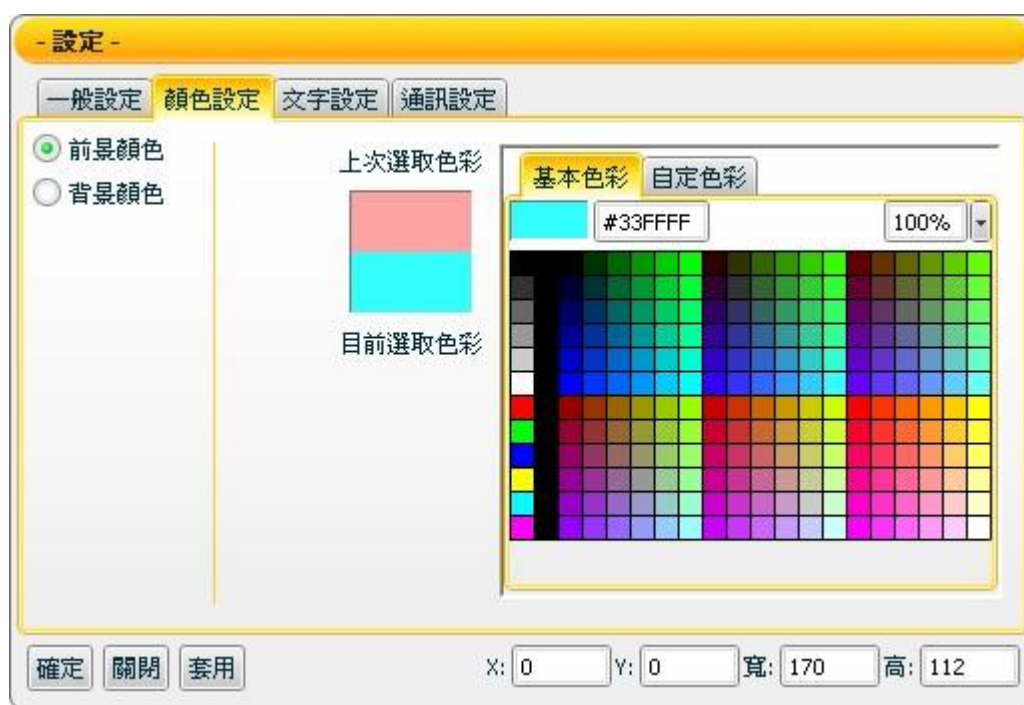 - 設定 -
一般設定 顏色設定 文字設定 通訊設定
前景顏色
背景顏色
上次選取色彩
目前選取色彩
基本色彩 自定色彩
#33FFFF 100%
確定 關閉 套用 X: 0 Y: 0 寬: 170 高: 112